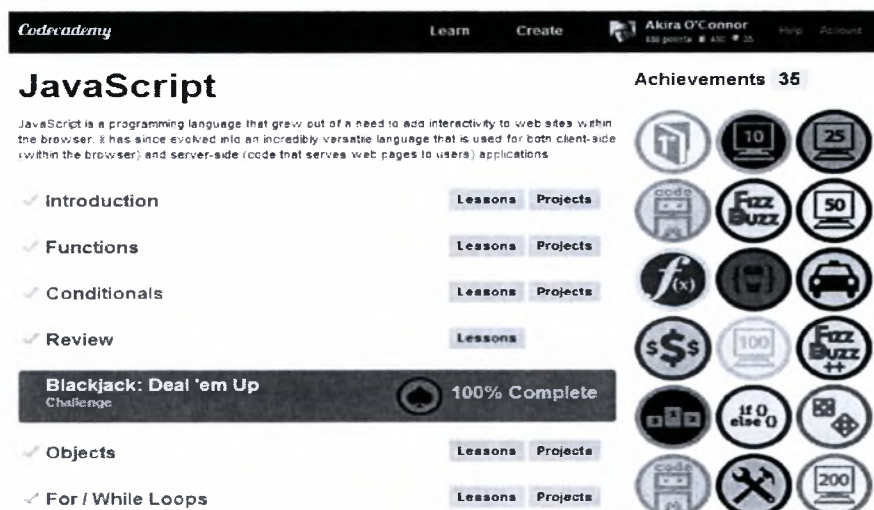 Codecademy
Learn Create
Akira O'Connor
Help Account
JavaScript
JavaScript is a programming language that grew out of a need to add interactivity to web sites within
the browser. It has since evolved into an incredibly versatile language that is used for both client-side
(within the browser) and server-side (code that serves web pages to users) applications
Introduction Lessons Projects
Functions Lessons Projects
Conditionals Lessons Projects
Review Lessons
Blackjack: Deal 'em Up
Challenge
100% Complete
Objects Lessons Projects
For / While Loops Lessons Projects
Achievements 35
10 25
code FIZZ BUZZ 50
f(x) { }
$$$ 100 FIZZ BUZZ ++
if () else ()
code 200